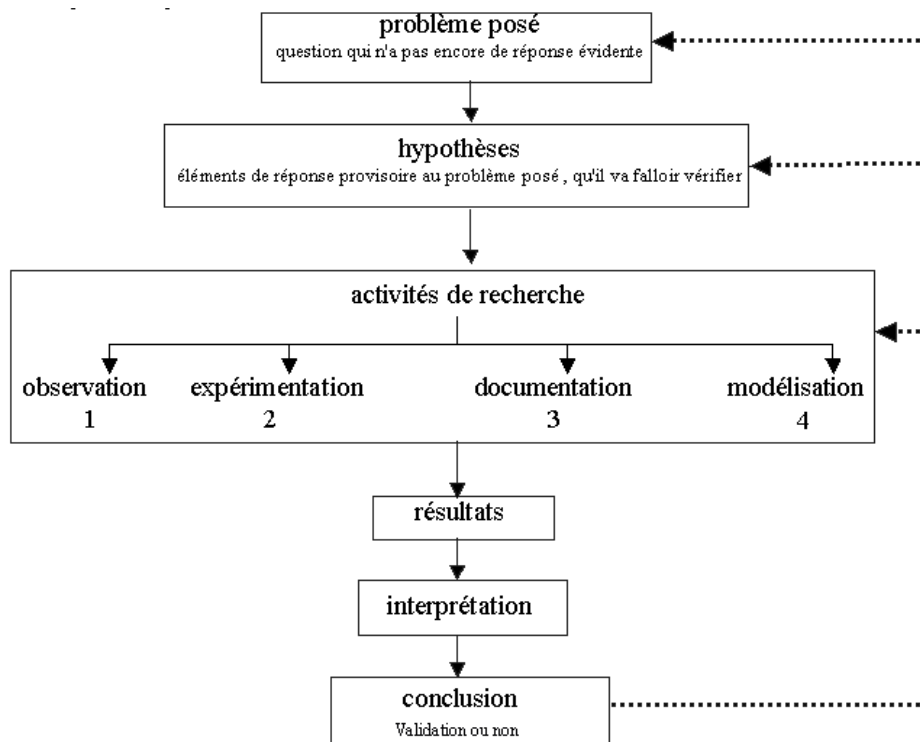 problème posé
question qui n'a pas encore de réponse évidente
hypothèses
éléments de réponse provisoire au problème posé , qu'il va falloir vérifier
activités de recherche
observation expérimentation documentation modélisation
1 2 3 4
résultats
interprétation
conclusion
Validation ou non